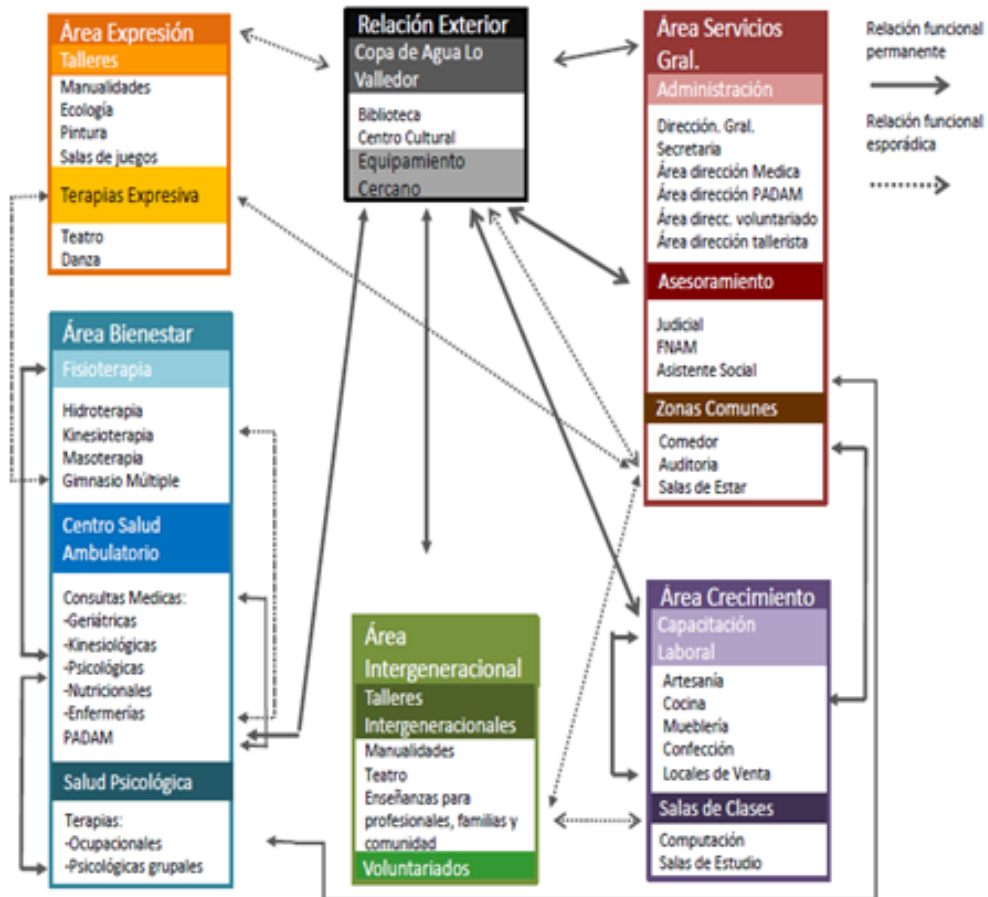 Área Expresión
Talleres
Manualidades
Ecología
Pintura
Salas de juegos
Terapias Expresiva
Teatro
Danza
Relación Exterior
Copa de Agua Lo
Valledor
Biblioteca
Centro Cultural
Equipamiento
Cercano
Área Servicios
Gral.
Administración
Dirección. Gral.
Secretaria
Área dirección Medica
Área dirección PADAM
Área direcc. voluntariado
Área dirección tallerista
Asesoramiento
Judicial
FNAM
Asistente Social
Zonas Comunes
Comedor
Auditoria
Salas de Estar
Relación funcional
permanente
Relación funcional
esporádica
Área Bienestar
Fisioterapia
Hidroterapia
Kinesioterapia
Masoterapia
Gimnasio Múltiple
Centro Salud
Ambulatorio
Consultas Medicas:
-Geriátricas
-Kinesiológicas
-Psicológicas
-Nutricionales
-Enfermerías
PADAM
Salud Psicológica
Terapias:
-Ocupacionales
-Psicológicas grupales
Área
Intergeneracional
Talleres
Intergeneracionales
Manualidades
Teatro
Enseñanzas para
profesionales, familias y
comunidad
Voluntariados
Área Crecimiento
Capacitación
Laboral
Artesanía
Cocina
Mueblería
Confección
Locales de Venta
Salas de Clases
Computación
Salas de Estudio